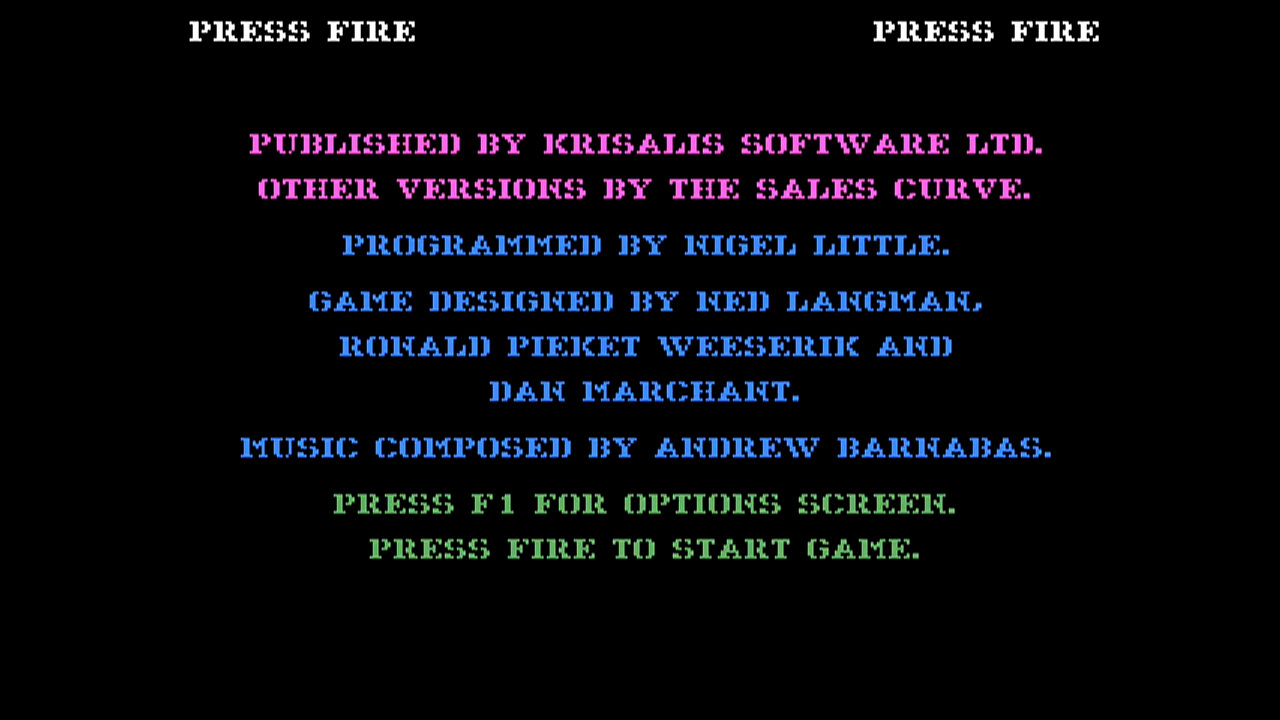 PRESS FIRE PRESS FIRE
PUBLISHED BY KRISALIS SOFTWARE LTD.
OTHER VERSIONS BY THE SALES CURVE.
PROGRAMMED BY NIGEL LITTLE.
GAME DESIGNED BY NED LANGMAN,
RONALD PIEKET WEESERIK AND
DAN MARCHANT.
MUSIC COMPOSED BY ANDREW BARNABAS.
PRESS F1 FOR OPTIONS SCREEN.
PRESS FIRE TO START GAME.